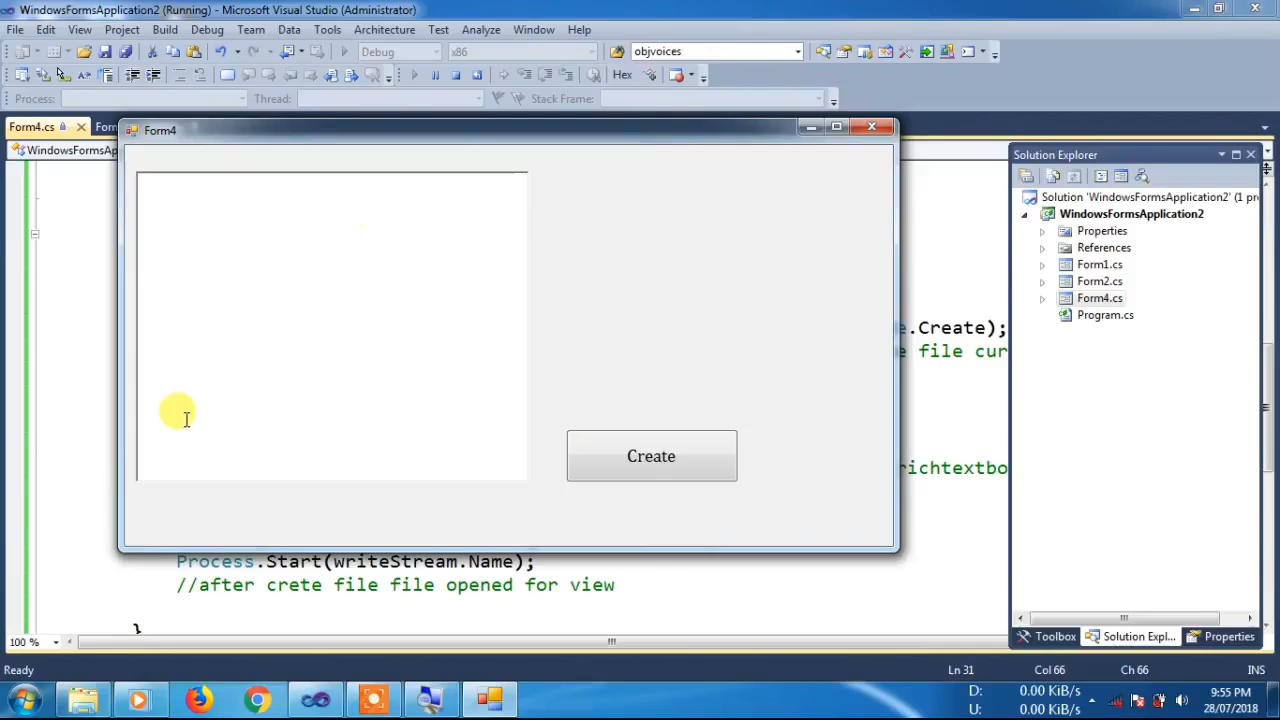 WindowsFormsApplication2 (Running) - Microsoft Visual Studio (Administrator)
File Edit View Project Build Debug Team Data Tools Architecture Test Analyze Window Help
Debug x86 objvoices
Hex
Process: Thread: Stack Frame:
Form4.cs Forn
WindowsFormsAp
Form4
Create
e.Create);
e file cur
richtextbo
Process.Start(writeStream.Name);
//after crete file file opened for view
}
100 %
Solution Explorer
Solution 'WindowsFormsApplication2' (1 pr
WindowsFormsApplication2
Properties
References
Form1.cs
Form2.cs
Form4.cs
Program.cs
Toolbox Solution Expl... Properties
Ready Ln 31 Col 66 Ch 66 INS
D: 0.00 KiB/s
U: 0.00 KiB/s
9:55 PM
28/07/2018